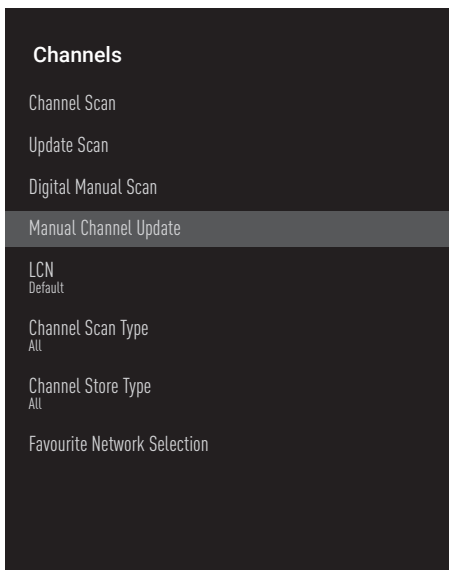 Channels
Channel Scan
Update Scan
Digital Manual Scan
Manual Channel Update
LCN
Default
Channel Scan Type
All
Channel Store Type
All
Favourite Network Selection